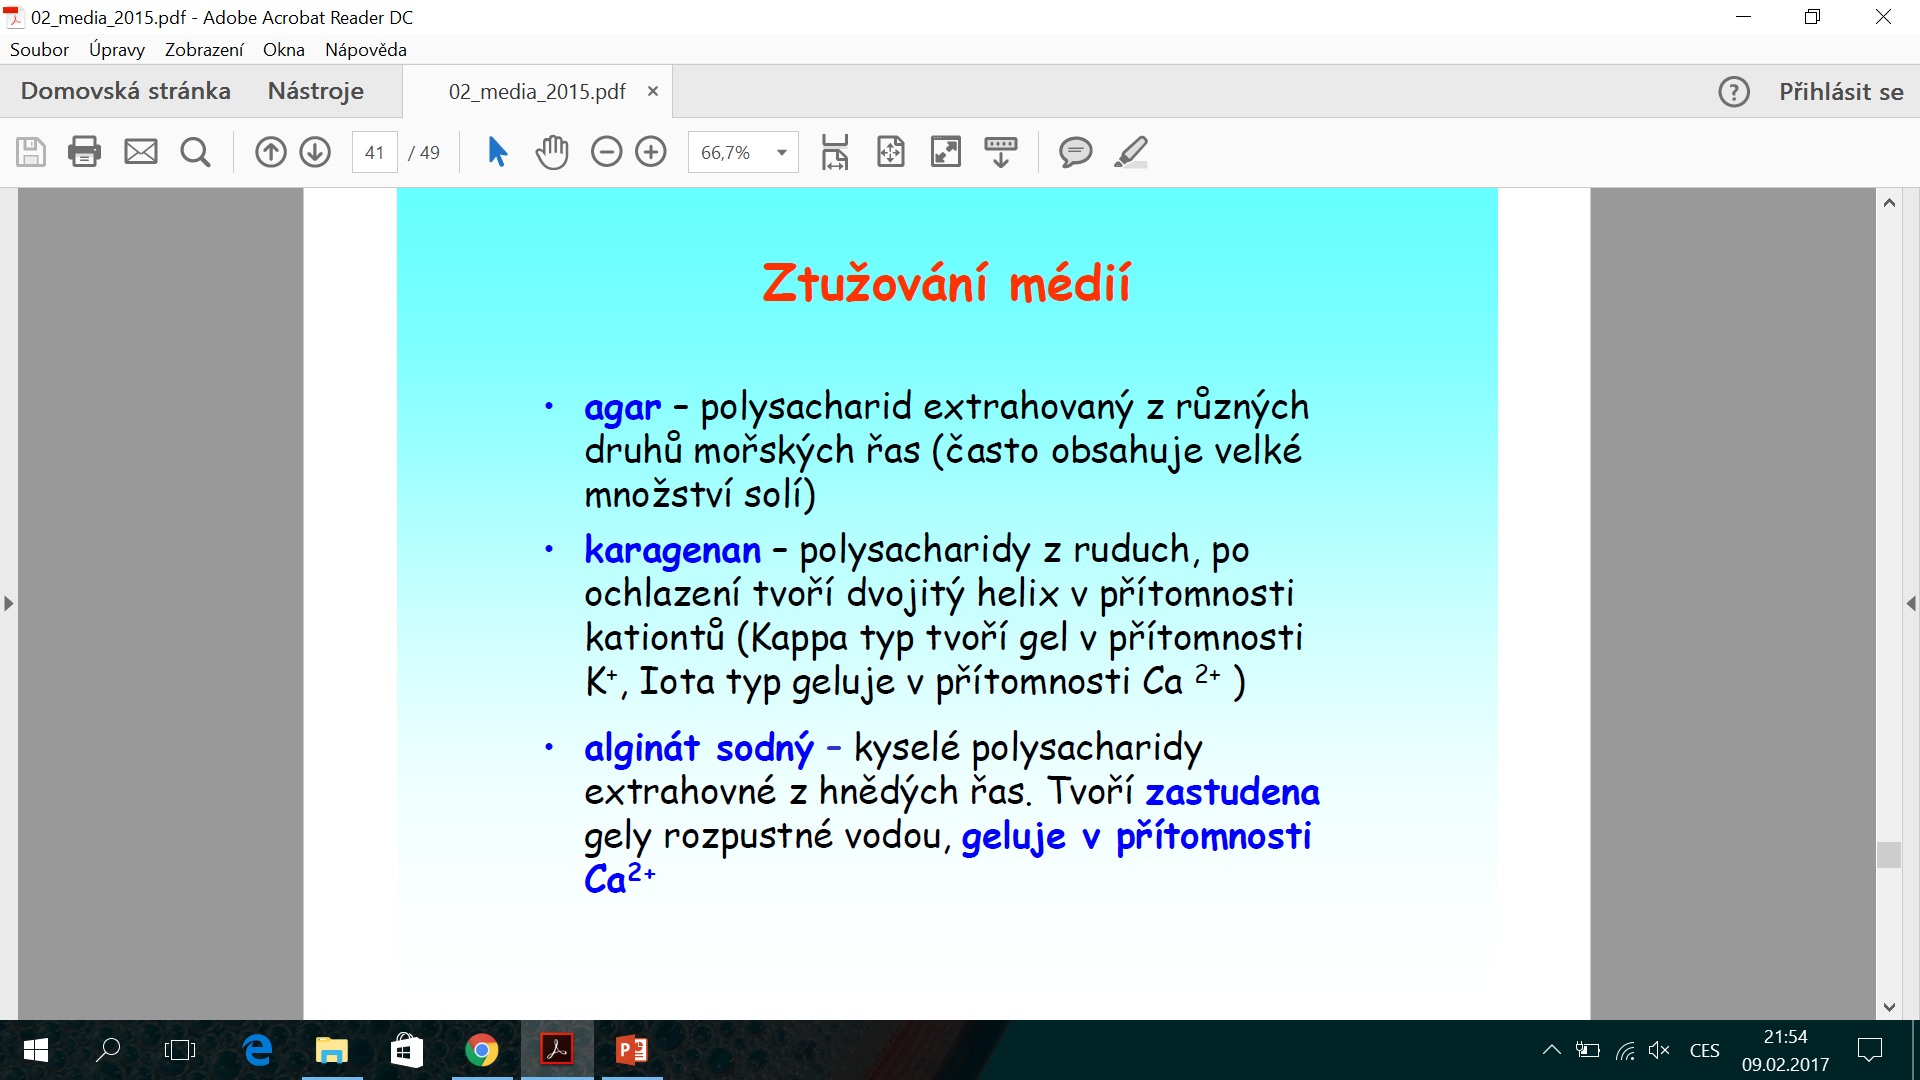 02_media_2015.pdf - Adobe Acrobat Reader DC
Soubor Úpravy Zobrazení Okna Nápověda
Domovská stránka Nástroje 02_media_2015.pdf × ? Přihlásit se
41 / 49 66,7%
Ztužování médií
• agar – polysacharid extrahovaný z různých
druhů mořských řas (často obsahuje velké
množství solí)
• karagenan – polysacharidy z ruduch, po
ochlazení tvoří dvojitý helix v přítomnosti
kationtů (Kappa typ tvoří gel v přítomnosti
K⁺, Iota typ geluje v přítomnosti Ca ²⁺ )
• alginát sodný – kyselé polysacharidy
extrahovné z hnědých řas. Tvoří zastudena
gely rozpustné vodou, geluje v přítomnosti
Ca²⁺
CES 21:54
09.02.2017